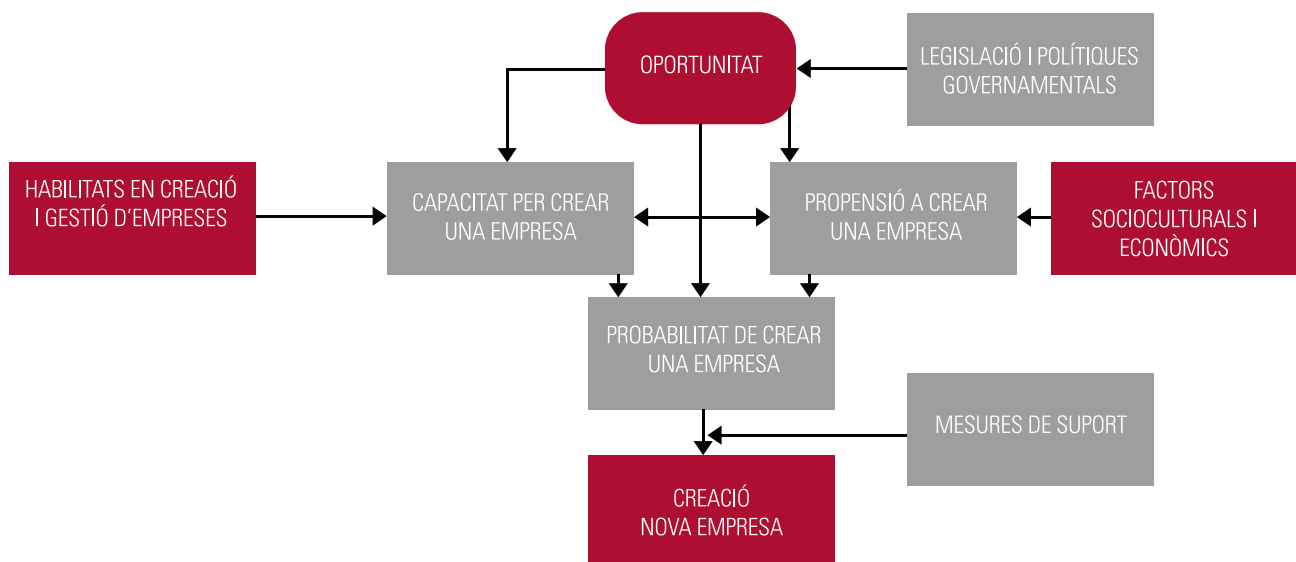 OPORTUNITAT
LEGISLACIÓ I POLÍTIQUES
GOVERNAMENTALS
HABILITATS EN CREACIÓ
I GESTIÓ D'EMPRESES
CAPACITAT PER CREAR
UNA EMPRESA
PROPENSIÓ A CREAR
UNA EMPRESA
FACTORS
SOCIOCULTURALS I
ECONÒMICS
PROBABILITAT DE CREAR
UNA EMPRESA
MESURES DE SUPORT
CREACIÓ
NOVA EMPRESA